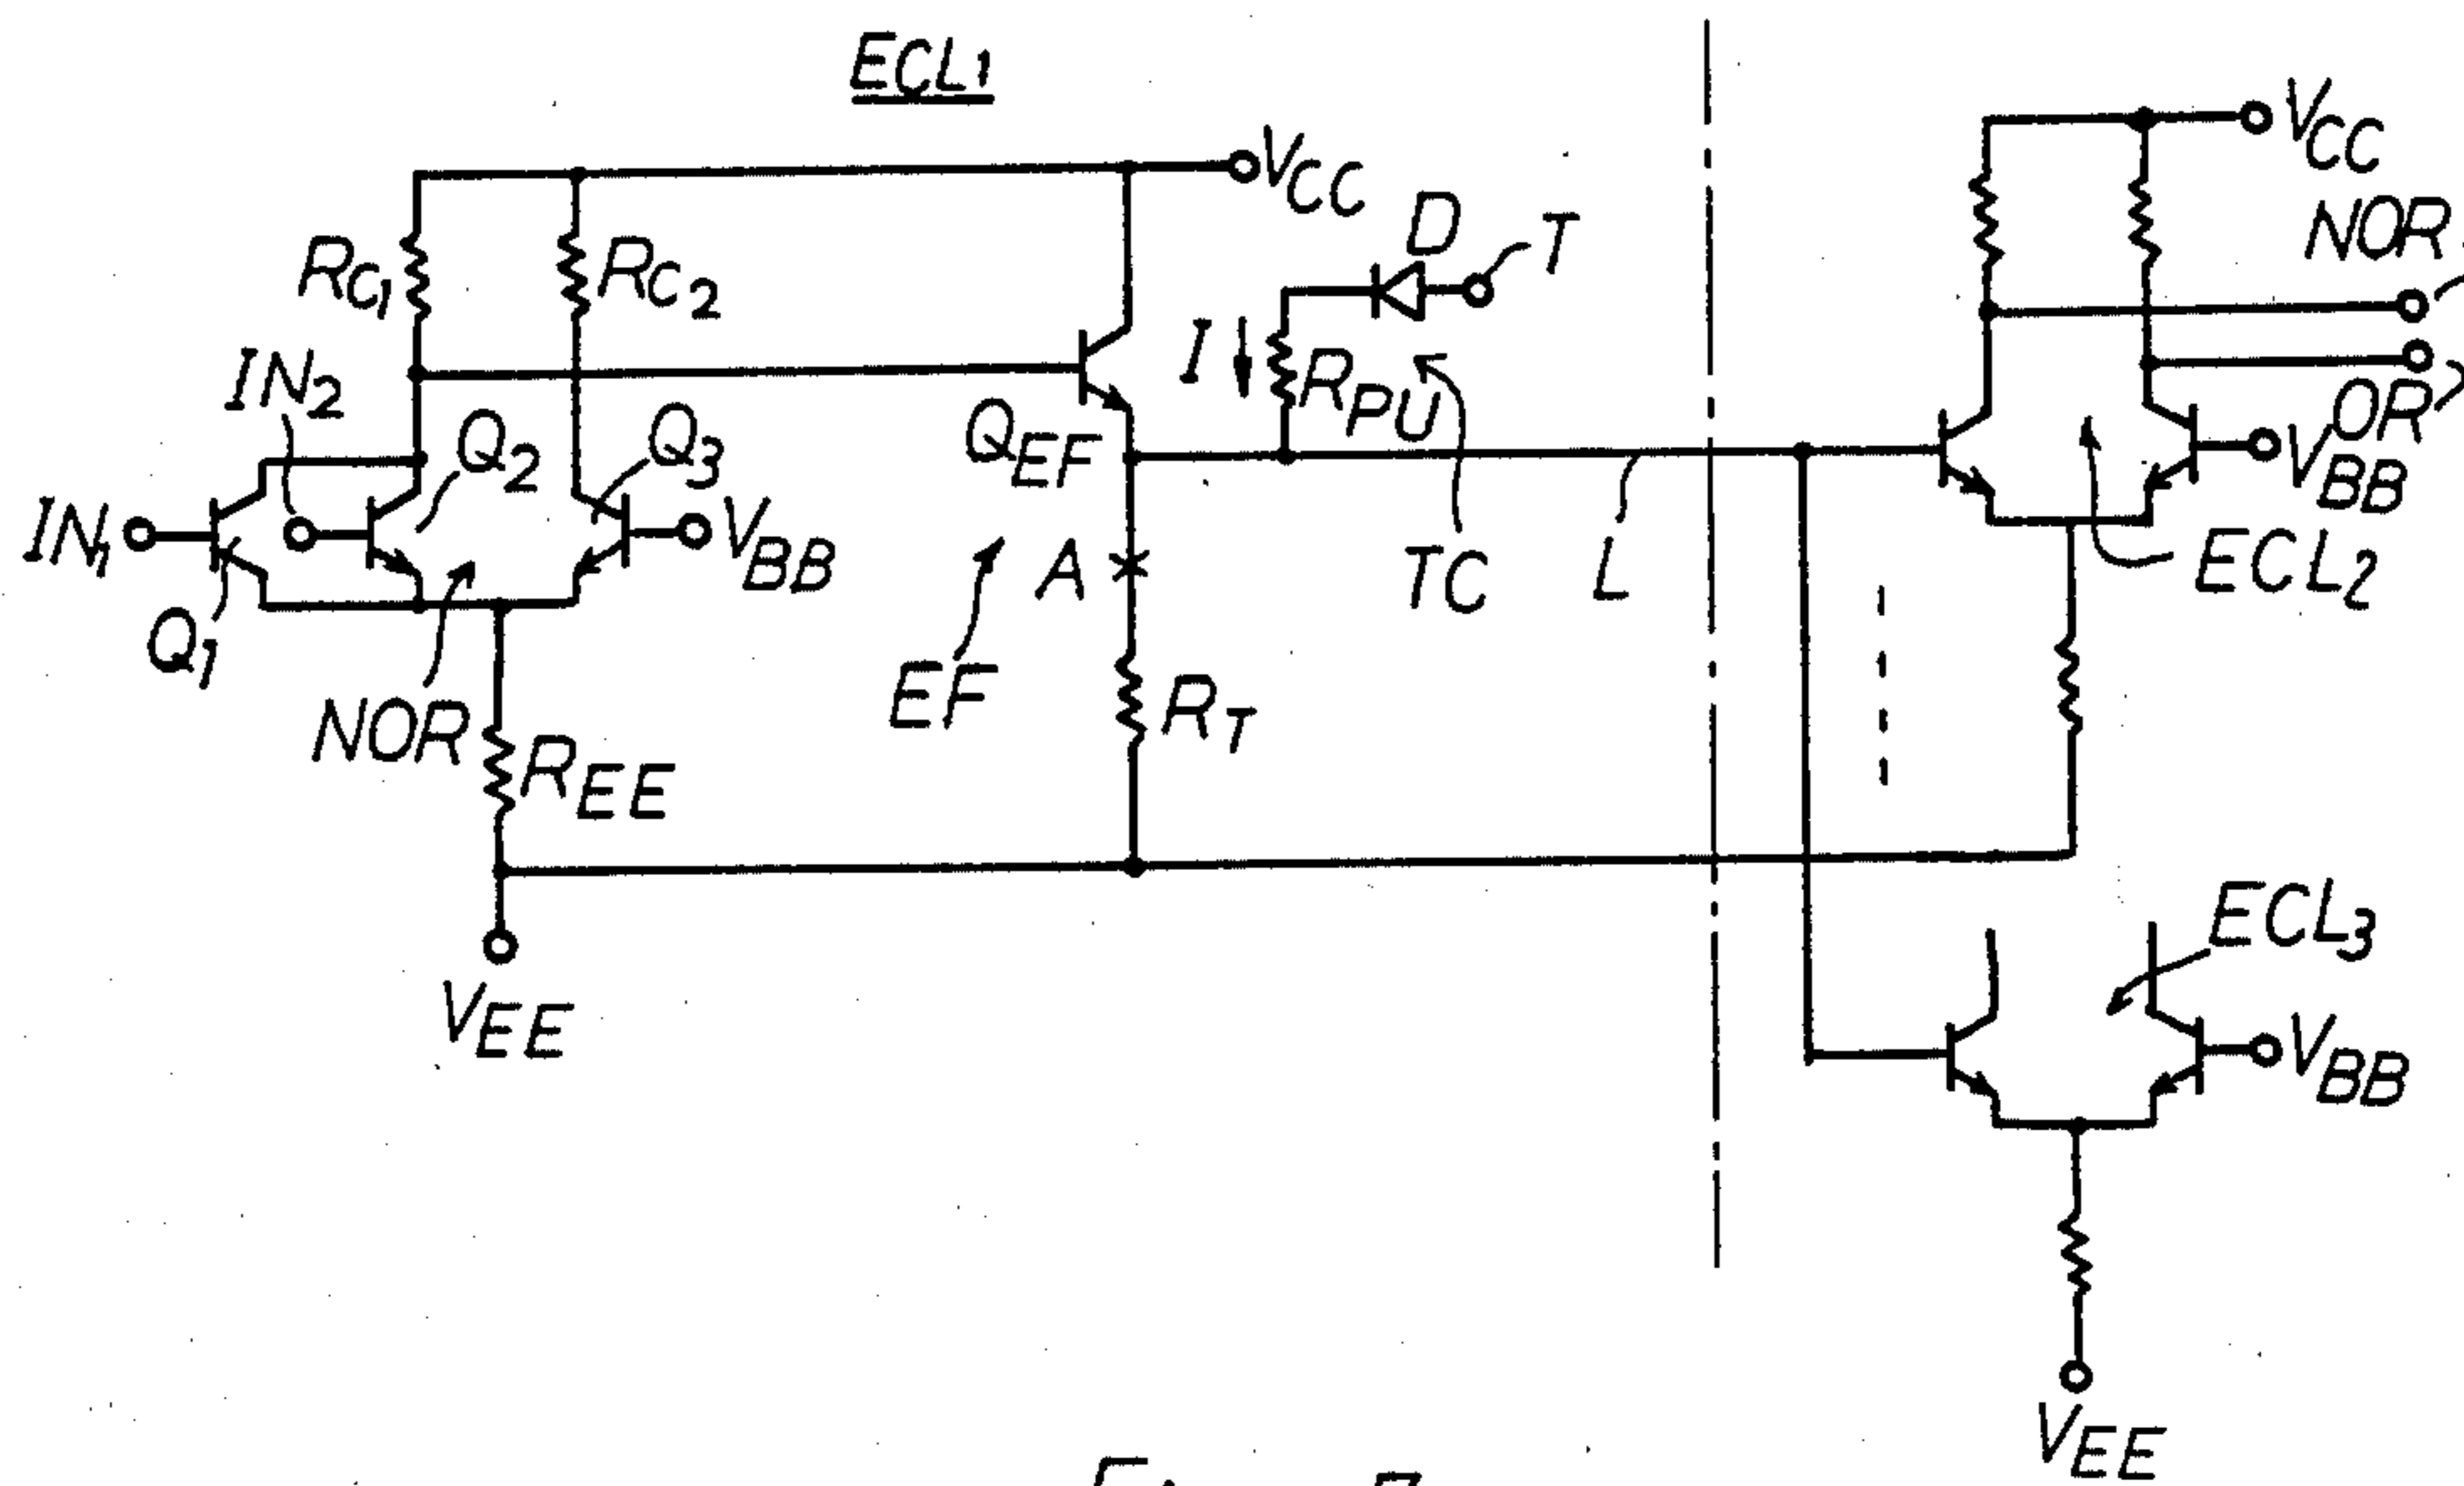 ECL1
VCC
VCC
D
T
NOR
RC1
RC2
I
RPU
IN2
Q2
Q3
QEF
OR
VBB
IN1
VBB
A
TC
L
ECL2
Q1
NOR
EF
RT
REE
ECL3
VEE
VBB
VEE